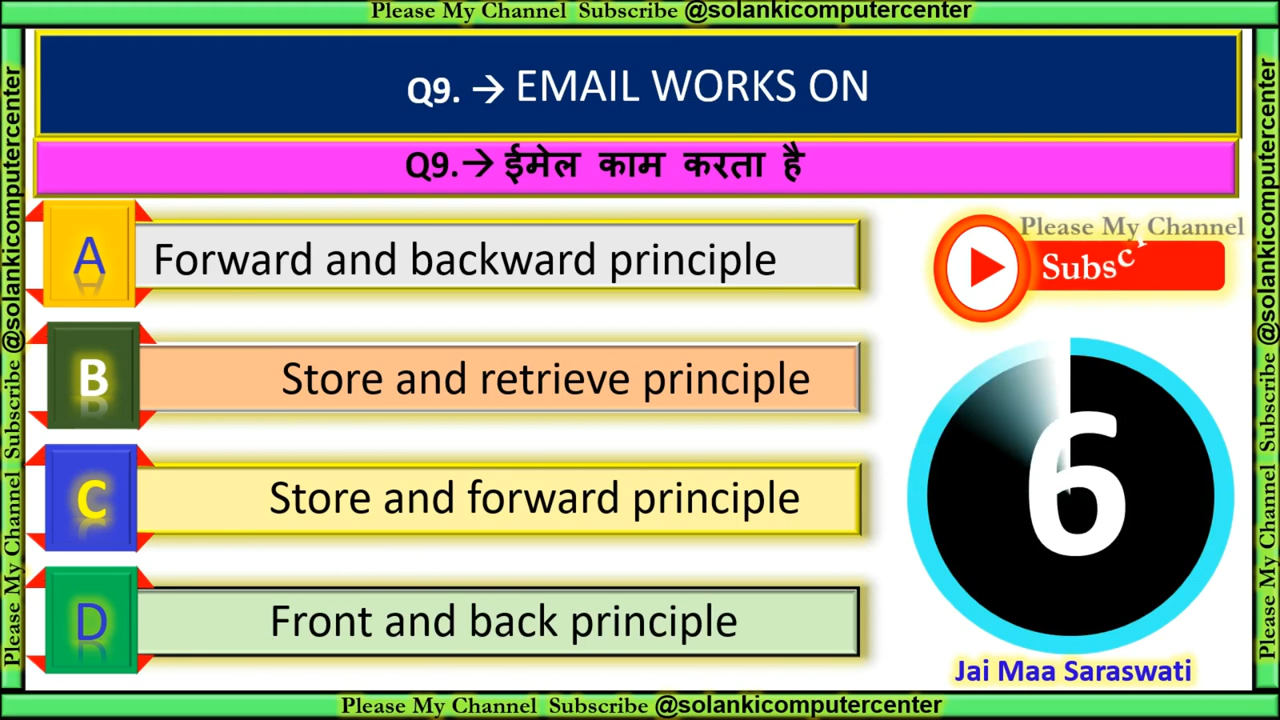 Please My Channel Subscribe @solankicomputercenter
Please My Channel Subscribe @solankicomputercenter
Please My Channel Subscribe @solankicomputercenter
Q9. → EMAIL WORKS ON
Q9.→ ईमेल काम करता है
A Forward and backward principle
B Store and retrieve principle
C Store and forward principle
D Front and back principle
Please My Channel
Subsc
6
Jai Maa Saraswati
Please My Channel Subscribe @solankicomputercenter